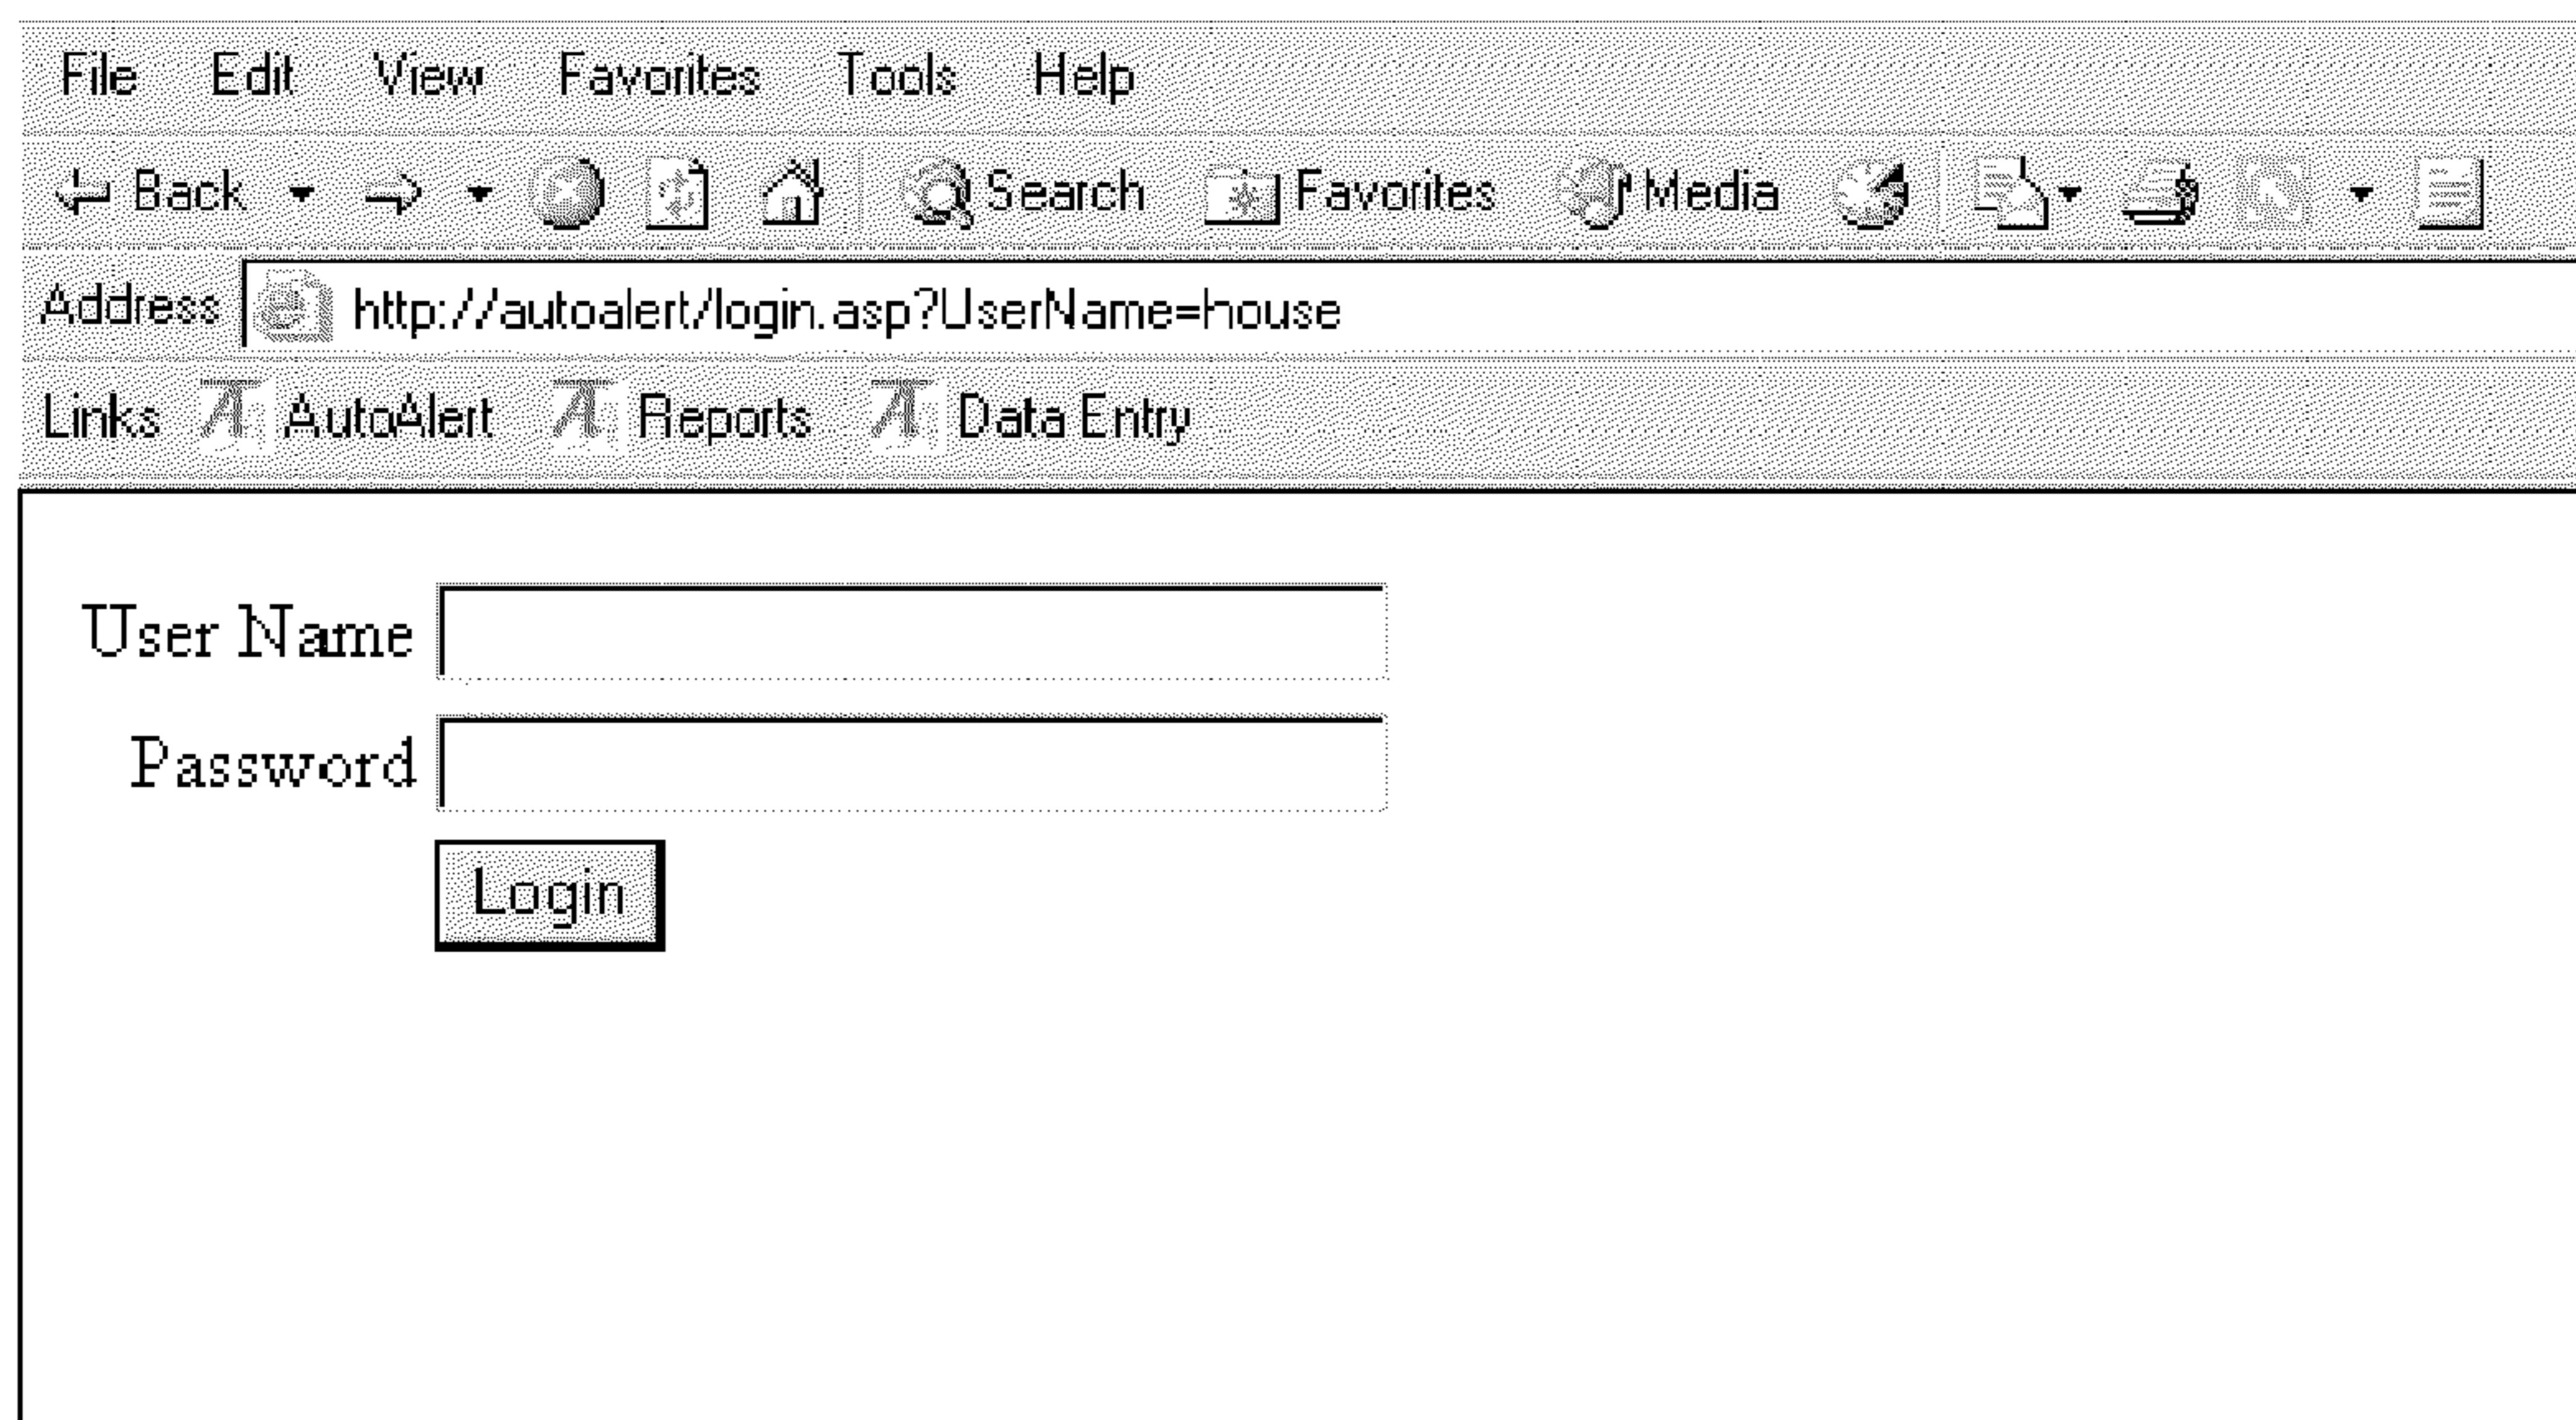 File Edit View Favorites Tools Help
Back Search Favorites Media
Address http://autoalert/login.asp?UserName=house
Links AutoAlert Reports Data Entry
User Name
Password
Login